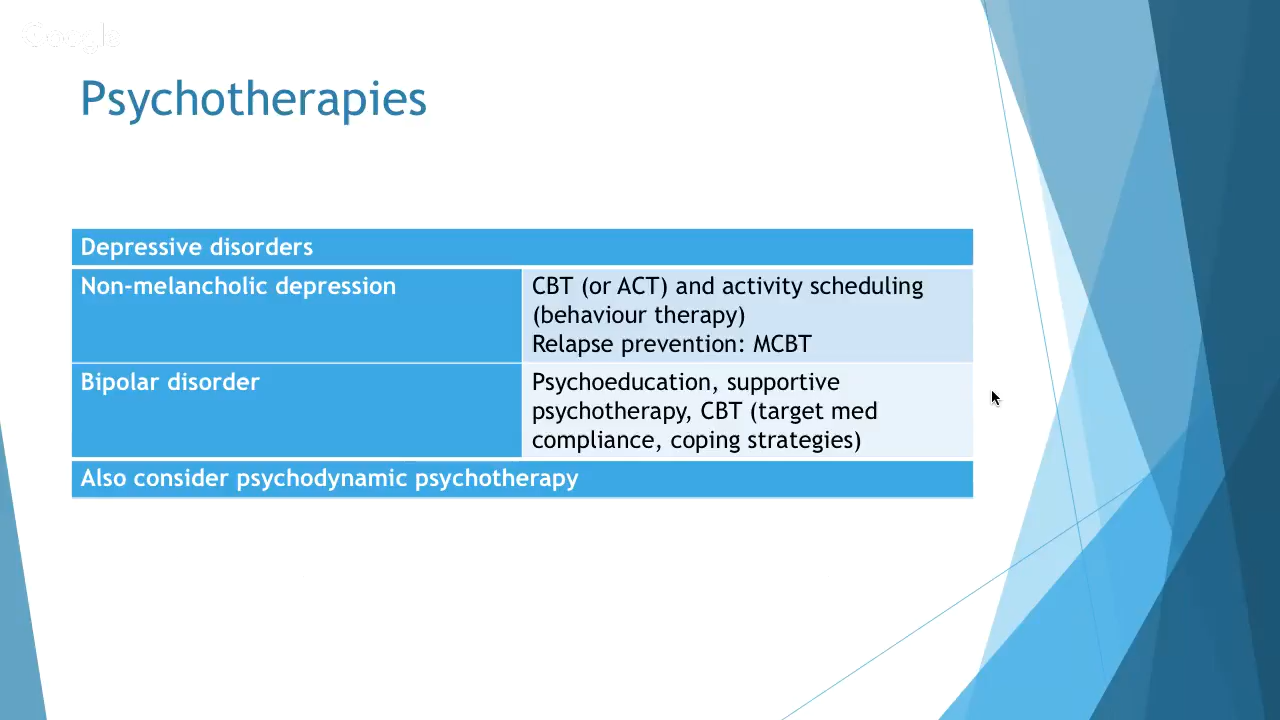 Google
Psychotherapies
Depressive disorders
Non-melancholic depression
CBT (or ACT) and activity scheduling
(behaviour therapy)
Relapse prevention: MCBT
Bipolar disorder
Psychoeducation, supportive
psychotherapy, CBT (target med
compliance, coping strategies)
Also consider psychodynamic psychotherapy